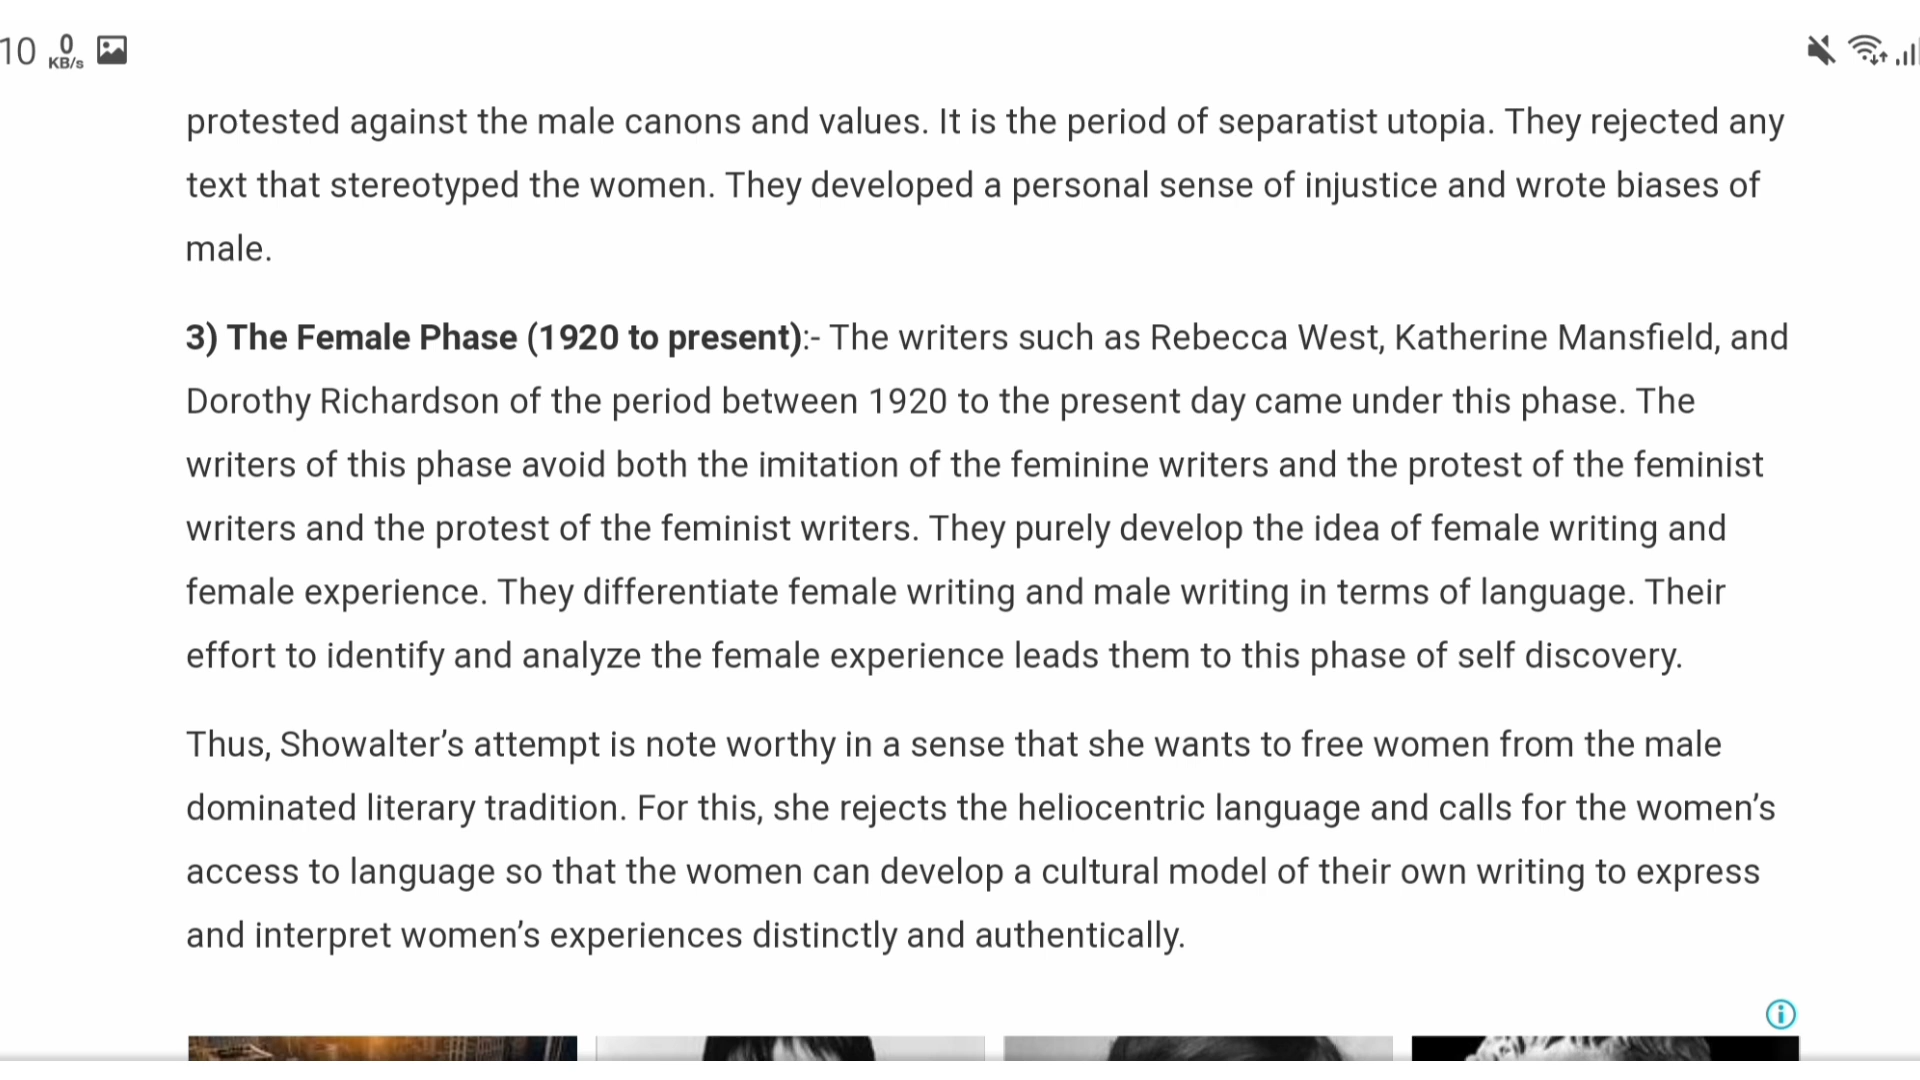 10 0 KB/s
protested against the male canons and values. It is the period of separatist utopia. They rejected any
text that stereotyped the women. They developed a personal sense of injustice and wrote biases of
male.
3) The Female Phase (1920 to present):- The writers such as Rebecca West, Katherine Mansfield, and
Dorothy Richardson of the period between 1920 to the present day came under this phase. The
writers of this phase avoid both the imitation of the feminine writers and the protest of the feminist
writers and the protest of the feminist writers. They purely develop the idea of female writing and
female experience. They differentiate female writing and male writing in terms of language. Their
effort to identify and analyze the female experience leads them to this phase of self discovery.
Thus, Showalter’s attempt is note worthy in a sense that she wants to free women from the male
dominated literary tradition. For this, she rejects the heliocentric language and calls for the women’s
access to language so that the women can develop a cultural model of their own writing to express
and interpret women’s experiences distinctly and authentically.